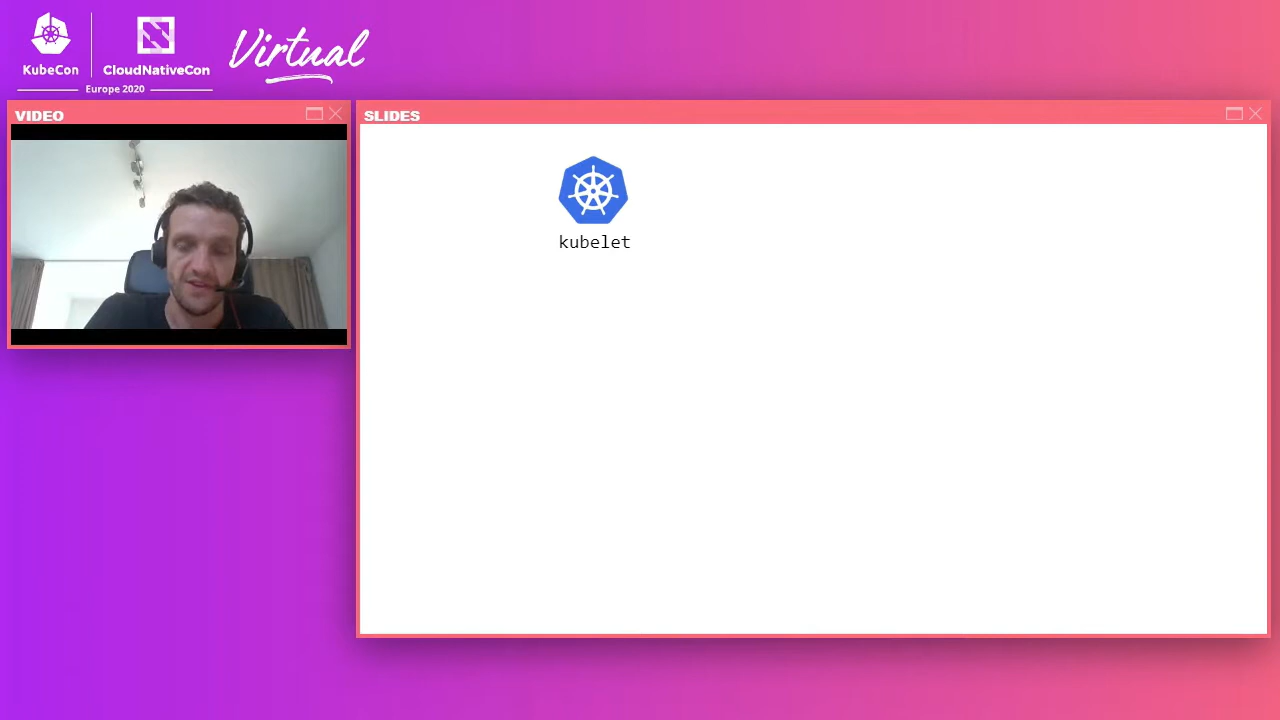 KubeCon
CloudNativeCon
Europe 2020
Virtual
VIDEO
SLIDES
kubelet